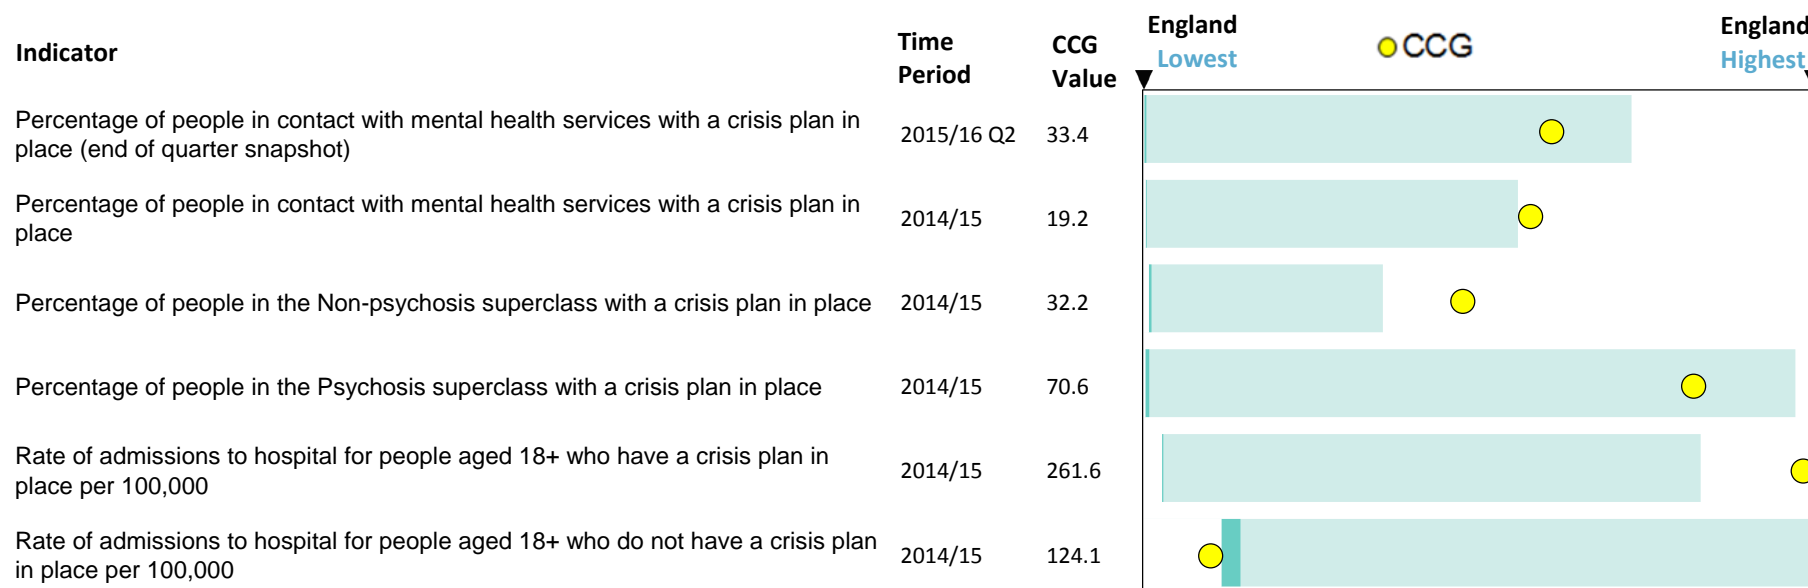 Indicator
Time
Period
CCG
Value
England
Lowest
CCG
England
Highest
Percentage of people in contact with mental health services with a crisis plan in
place (end of quarter snapshot)
2015/16 Q2
33.4
Percentage of people in contact with mental health services with a crisis plan in
place
2014/15
19.2
Percentage of people in the Non-psychosis superclass with a crisis plan in place
2014/15
32.2
Percentage of people in the Psychosis superclass with a crisis plan in place
2014/15
70.6
Rate of admissions to hospital for people aged 18+ who have a crisis plan in
place per 100,000
2014/15
261.6
Rate of admissions to hospital for people aged 18+ who do not have a crisis plan
in place per 100,000
2014/15
124.1